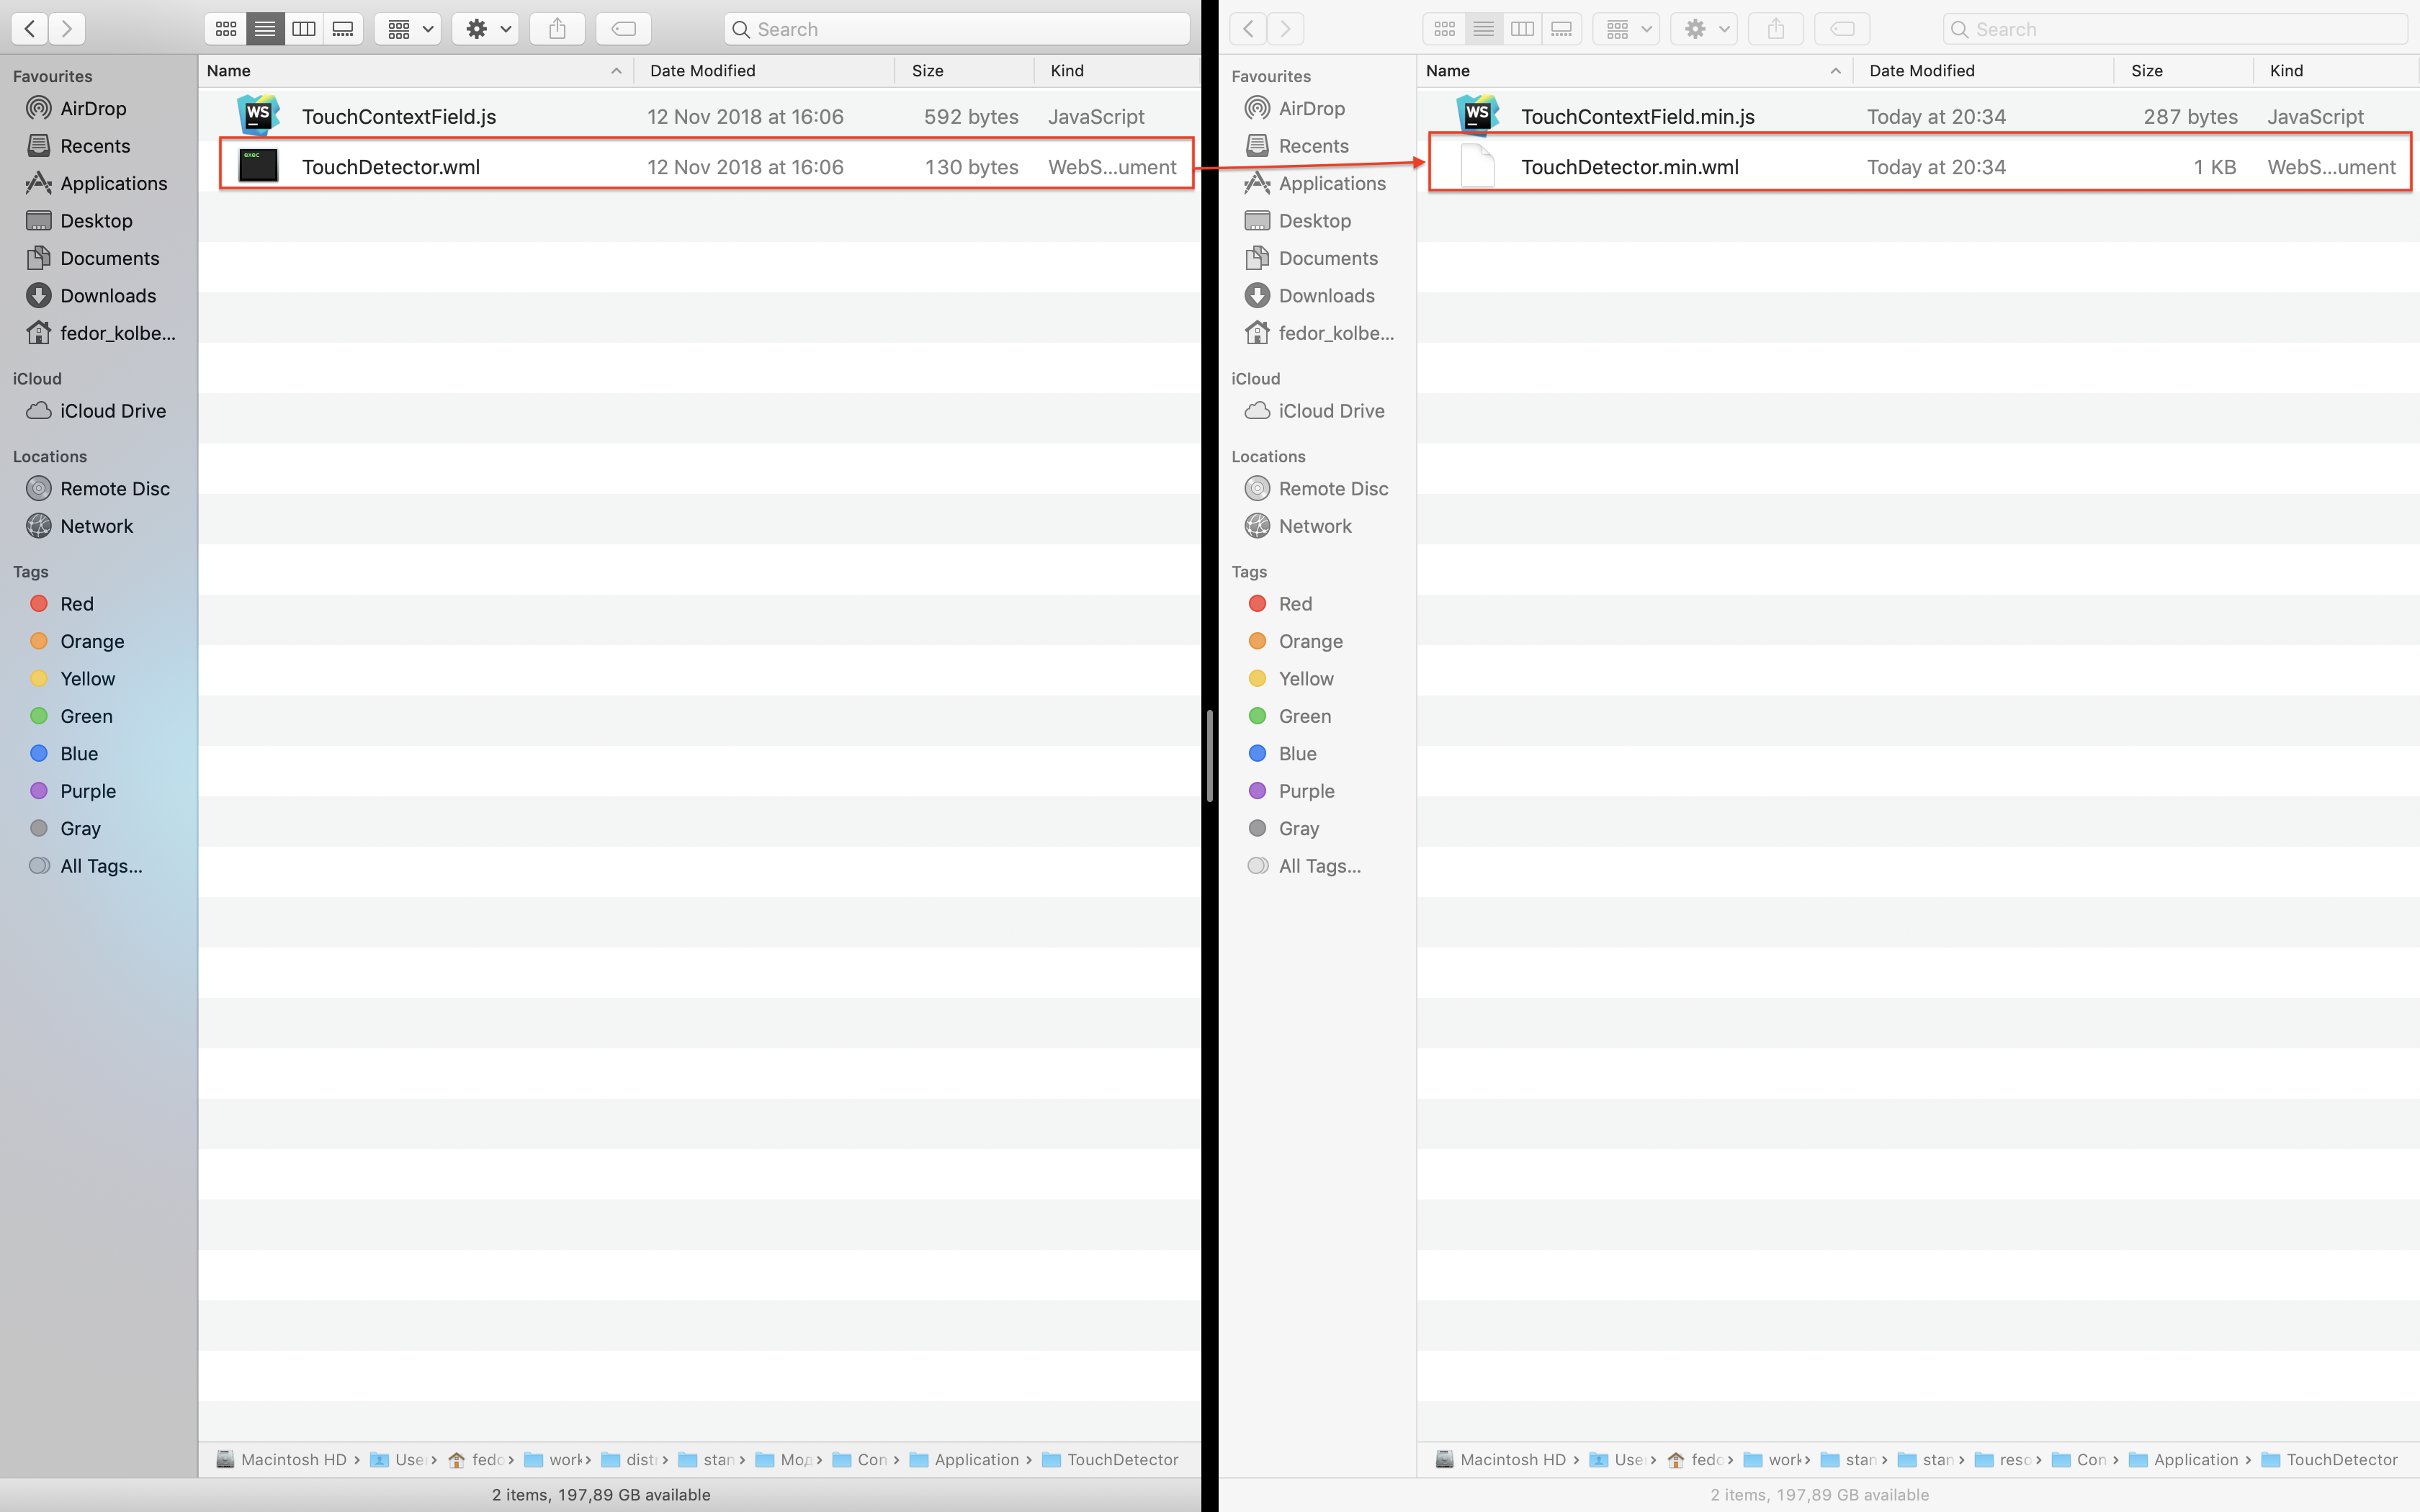 Search
Name
Date Modified
Size
Kind
Favourites
AirDrop
Recents
Applications
Desktop
Documents
Downloads
fedor_kolbe...
iCloud
iCloud Drive
Locations
Remote Disc
Network
Tags
Red
Orange
Yellow
Green
Blue
Purple
Gray
All Tags...
WS TouchContextField.js 12 Nov 2018 at 16:06 592 bytes JavaScript
exec TouchDetector.wml 12 Nov 2018 at 16:06 130 bytes WebS...ument
Macintosh HD › Use › fedo › work › dist › stan › Мод › Con › Application › TouchDetector
2 items, 197,89 GB available
Search
Name
Date Modified
Size
Kind
Favourites
AirDrop
Recents
Applications
Desktop
Documents
Downloads
fedor_kolbe...
iCloud
iCloud Drive
Locations
Remote Disc
Network
Tags
Red
Orange
Yellow
Green
Blue
Purple
Gray
All Tags...
WS TouchContextField.min.js Today at 20:34 287 bytes JavaScript
TouchDetector.min.wml Today at 20:34 1 KB WebS...ument
Macintosh HD › Use › fedo › work › stan › stan › reso › Con › Application › TouchDetector
2 items, 197,89 GB available